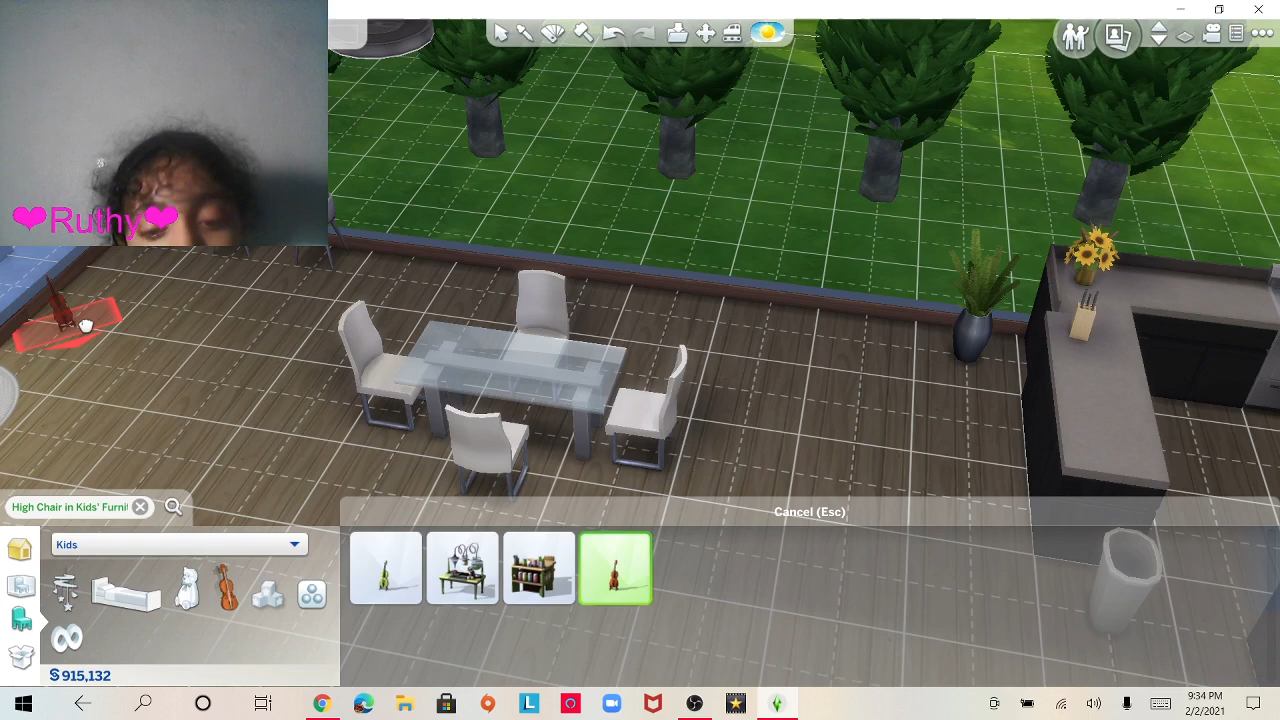 ❤Ruthy❤
Cancel (Esc)
High Chair in Kids' Furni
Kids
§915,132
9:34 PM
2/2/2021